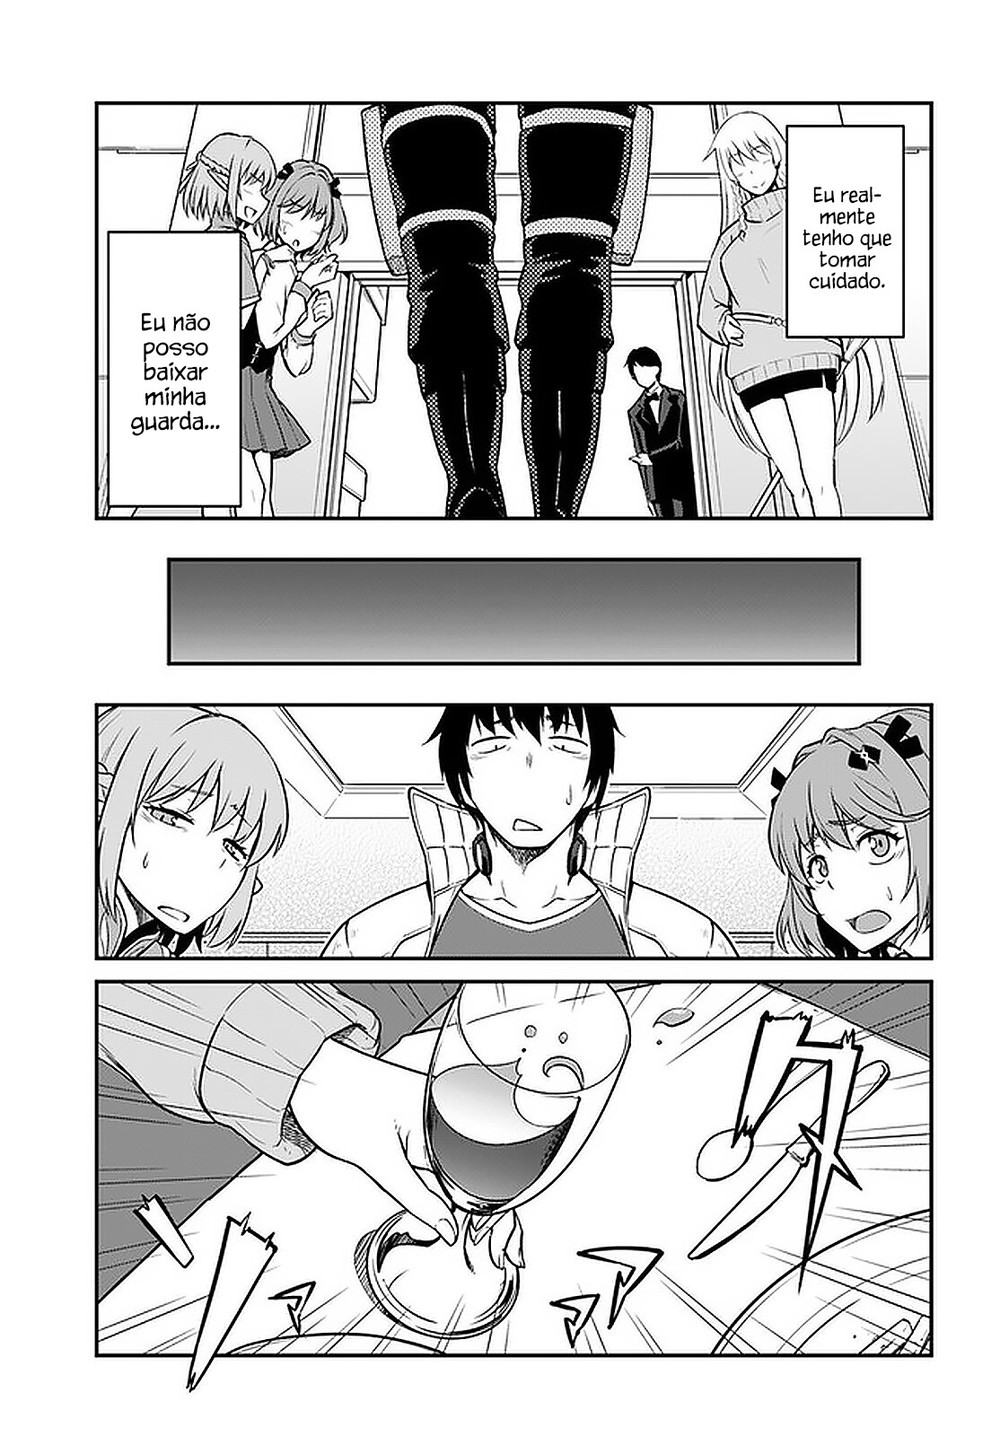 Eu real-
mente
tenho que
tomar
cuidado.
Eu não
posso
baixar
minha
guarda...